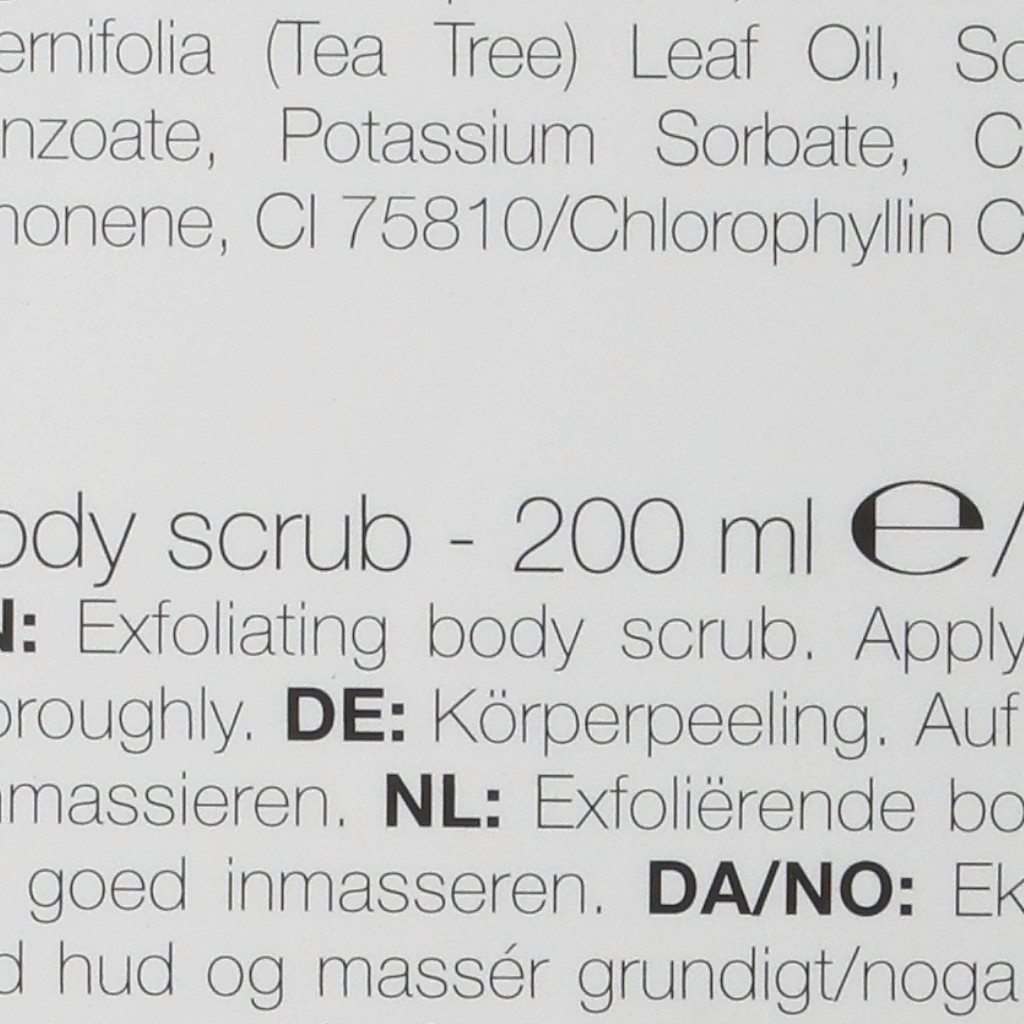 ernifolia (Tea Tree) Leaf Oil, So
nzoate, Potassium Sorbate, C
nonene, CI 75810/Chlorophyllin C
ody scrub - 200 ml ℮/
N: Exfoliating body scrub. Apply
oroughly. DE: Körperpeeling. Auf
nmassieren. NL: Exfoliërende bo
goed inmasseren. DA/NO: Ek
d hud og massér grundigt/noga